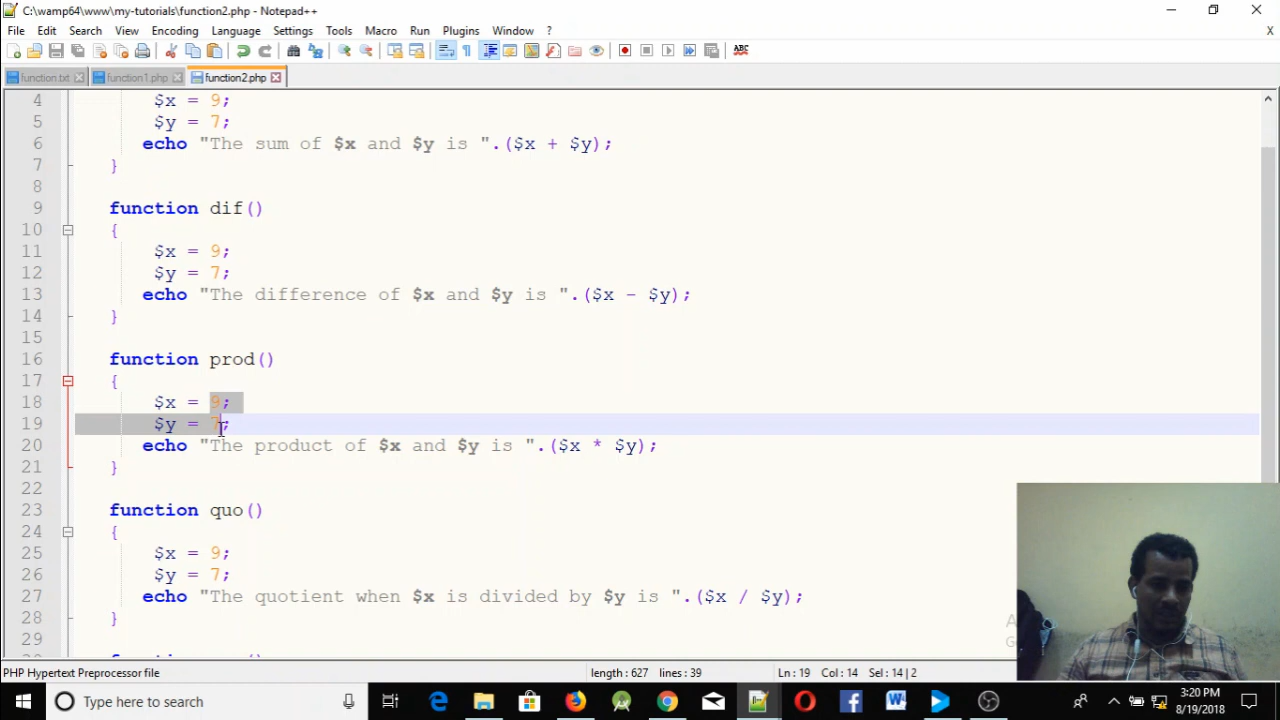 C:\wamp64\www\my-tutorials\function2.php - Notepad++
File Edit Search View Encoding Language Settings Tools Macro Run Plugins Window ? X
function.txt function1.php function2.php
4 $x = 9;
5 $y = 7;
6 echo "The sum of $x and $y is ".($x + $y);
7 }
8
9 function dif()
10 {
11 $x = 9;
12 $y = 7;
13 echo "The difference of $x and $y is ".($x - $y);
14 }
15
16 function prod()
17 {
18 $x = 9;
19 $y = 7;
20 echo "The product of $x and $y is ".($x * $y);
21 }
22
23 function quo()
24 {
25 $x = 9;
26 $y = 7;
27 echo "The quotient when $x is divided by $y is ".($x / $y);
28 }
29
PHP Hypertext Preprocessor file length : 627 lines : 39 Ln : 19 Col : 14 Sel : 14 | 2
Type here to search
3:20 PM
8/19/2018